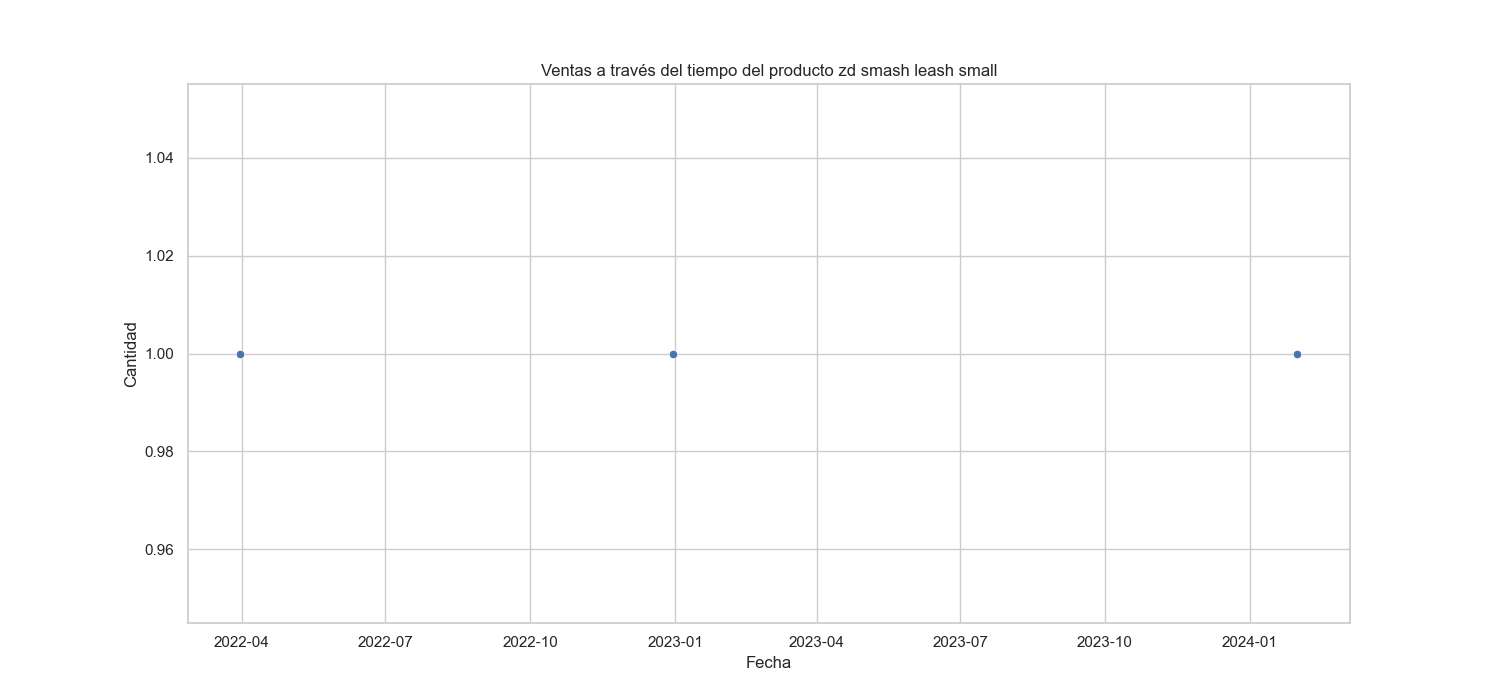 Ventas a través del tiempo del producto zd smash leash small
1.04
1.02
1.00
0.98
0.96
Cantidad
2022-04 2022-07 2022-10 2023-01 2023-04 2023-07 2023-10 2024-01
Fecha